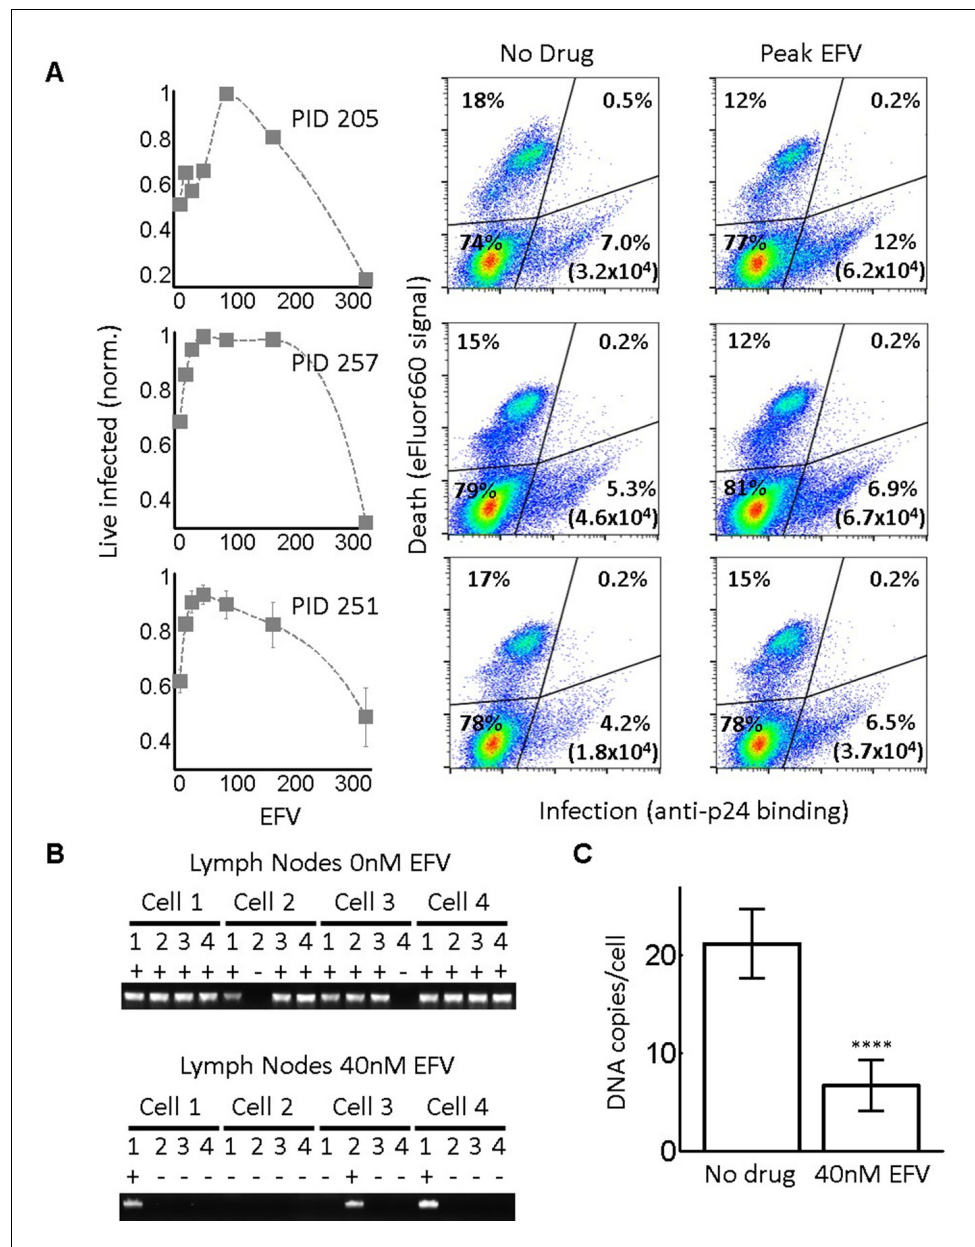 A
No Drug
Peak EFV
1
0.8
0.6
0.4
0.2
0
100
200
300
PID 205
18%
0.5%
74%
7.0%
(3.2x10⁴)
12%
0.2%
77%
12%
(6.2x10⁴)
Live infected (norm.)
1
0.8
0.6
0.4
0
100
200
300
PID 257
Death (eFluor660 signal)
15%
0.2%
79%
5.3%
(4.6x10⁴)
12%
0.2%
81%
6.9%
(6.7x10⁴)
1
0.8
0.6
0.4
0
100
200
300
PID 251
EFV
17%
0.2%
78%
4.2%
(1.8x10⁴)
15%
0.2%
78%
6.5%
(3.7x10⁴)
Infection (anti-p24 binding)
B
Lymph Nodes 0nM EFV
Cell 1 Cell 2 Cell 3 Cell 4
1 2 3 4 1 2 3 4 1 2 3 4 1 2 3 4
+ + + + + - + + + + + - + + + +
Lymph Nodes 40nM EFV
Cell 1 Cell 2 Cell 3 Cell 4
1 2 3 4 1 2 3 4 1 2 3 4 1 2 3 4
+ - - - - - - - - + - - + - - -
C
DNA copies/cell
20
10
0
****
No drug
40nM EFV